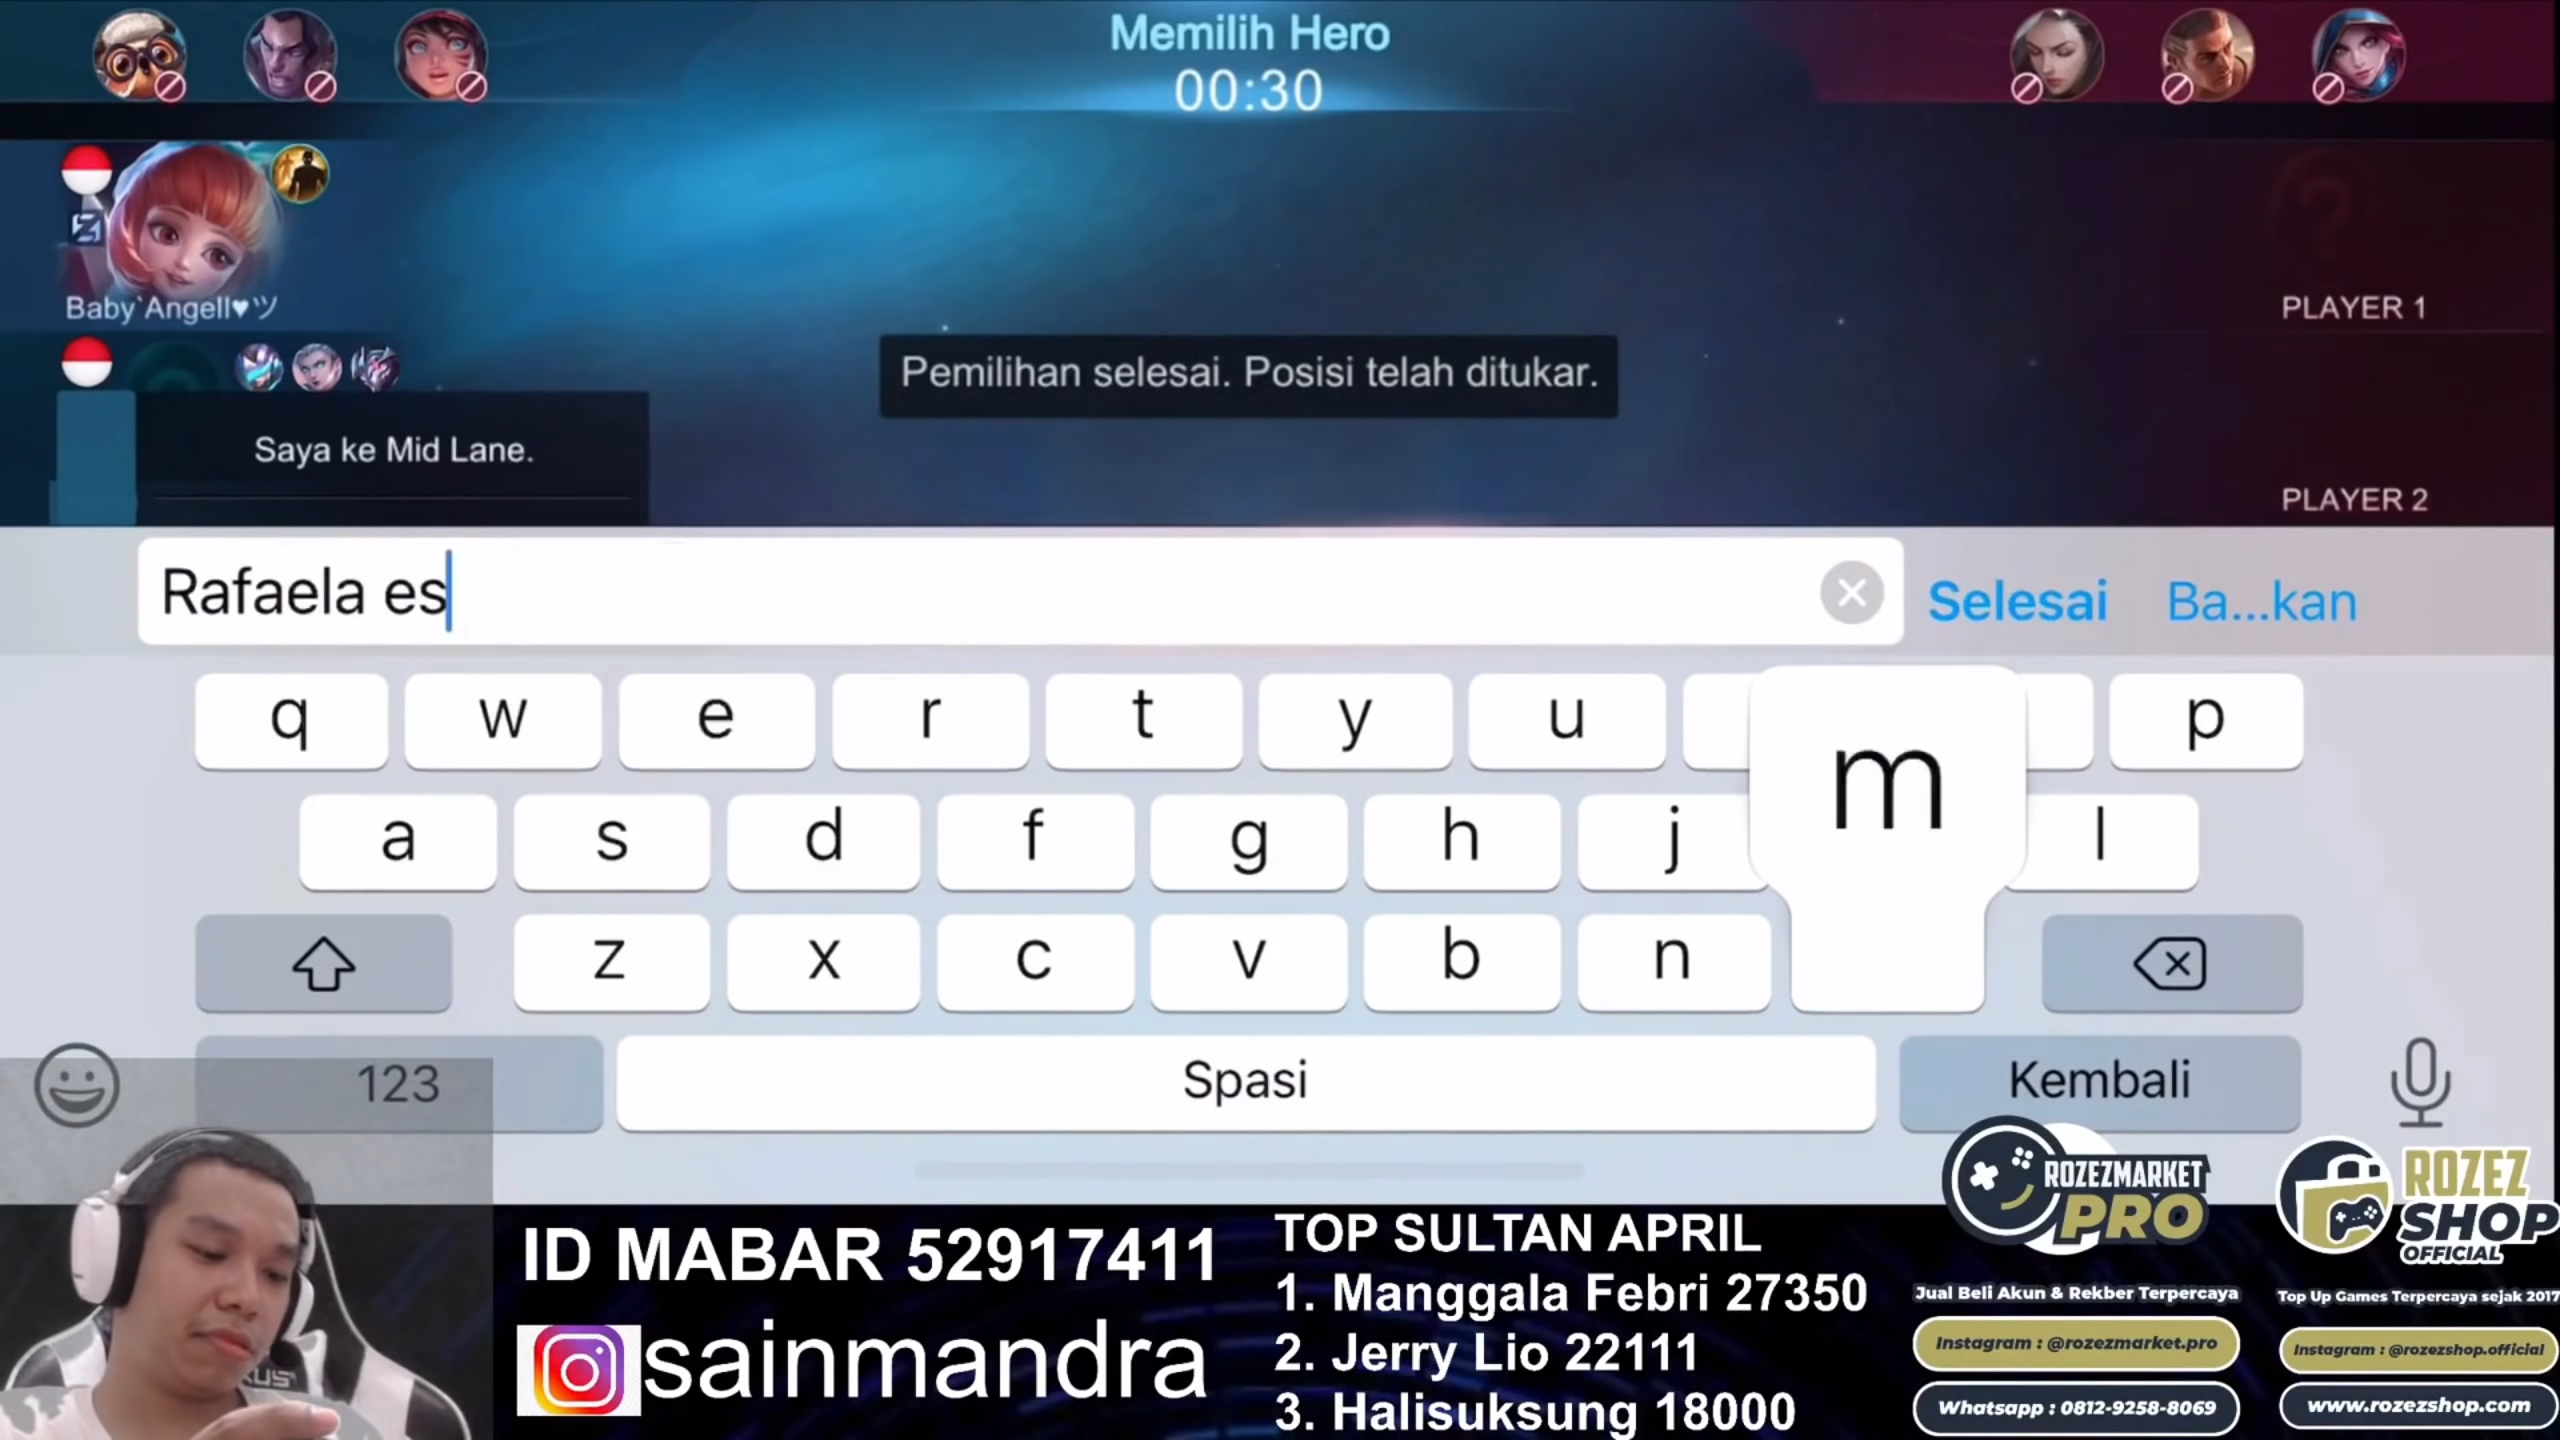 Memilih Hero
00:30
Baby`Angell♥ツ
PLAYER 1
Pemilihan selesai. Posisi telah ditukar.
Saya ke Mid Lane.
PLAYER 2
Rafaela es
Selesai
Ba...kan
q w e r t y u p
m
a s d f g h j l
z x c v b n
123
Spasi
Kembali
ID MABAR 52917411
sainmandra
TOP SULTAN APRIL
1. Manggala Febri 27350
2. Jerry Lio 22111
3. Halisuksung 18000
ROZEZMARKET
PRO
Jual Beli Akun & Rekber Terpercaya
Instagram : @rozezmarket.pro
Whatsapp : 0812-9258-8069
ROZEZ
SHOP
OFFICIAL
Top Up Games Terpercaya sejak 2017
Instagram : @rozezshop.official
www.rozezshop.com